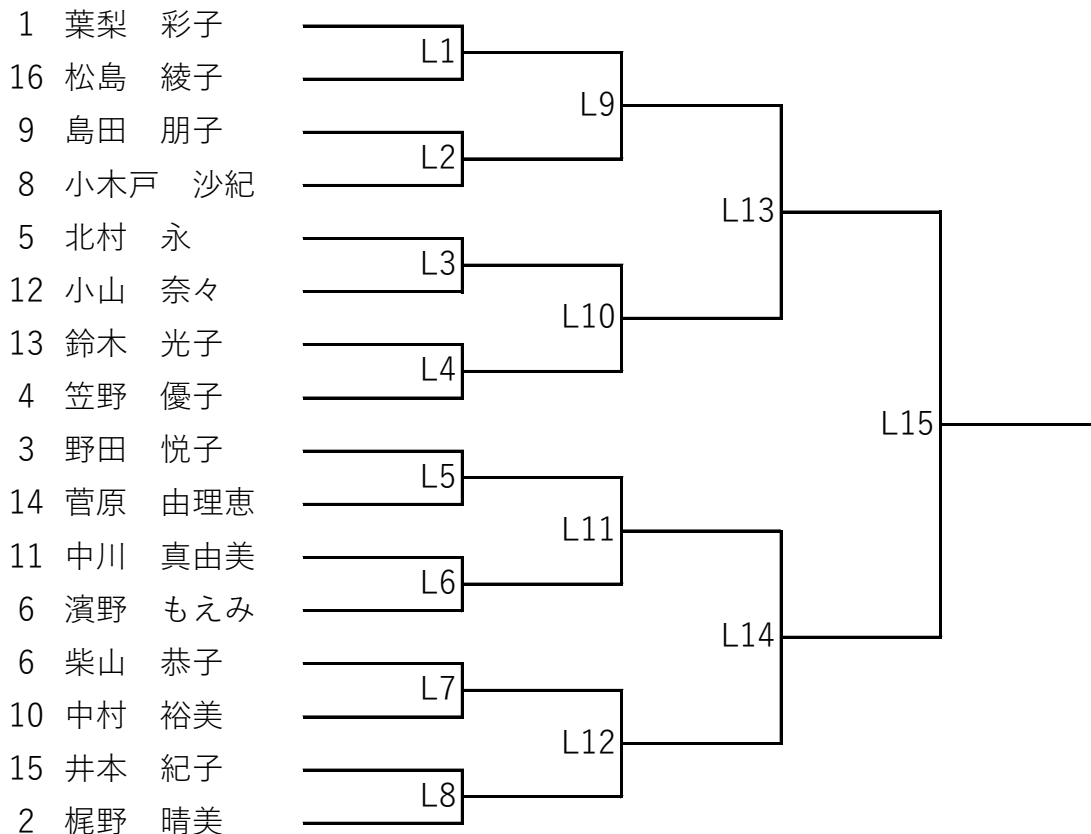 1 葉梨 彩子
L1
16 松島 綾子
L9
9 島田 朋子
L2
8 小木戸 沙紀
L13
5 北村 永
L3
12 小山 奈々
L10
13 鈴木 光子
L4
4 笠野 優子
L15
3 野田 悦子
L5
14 菅原 由理恵
L11
11 中川 真由美
L6
6 濱野 もえみ
L14
6 柴山 恭子
L7
10 中村 裕美
L12
15 井本 紀子
L8
2 梶野 晴美